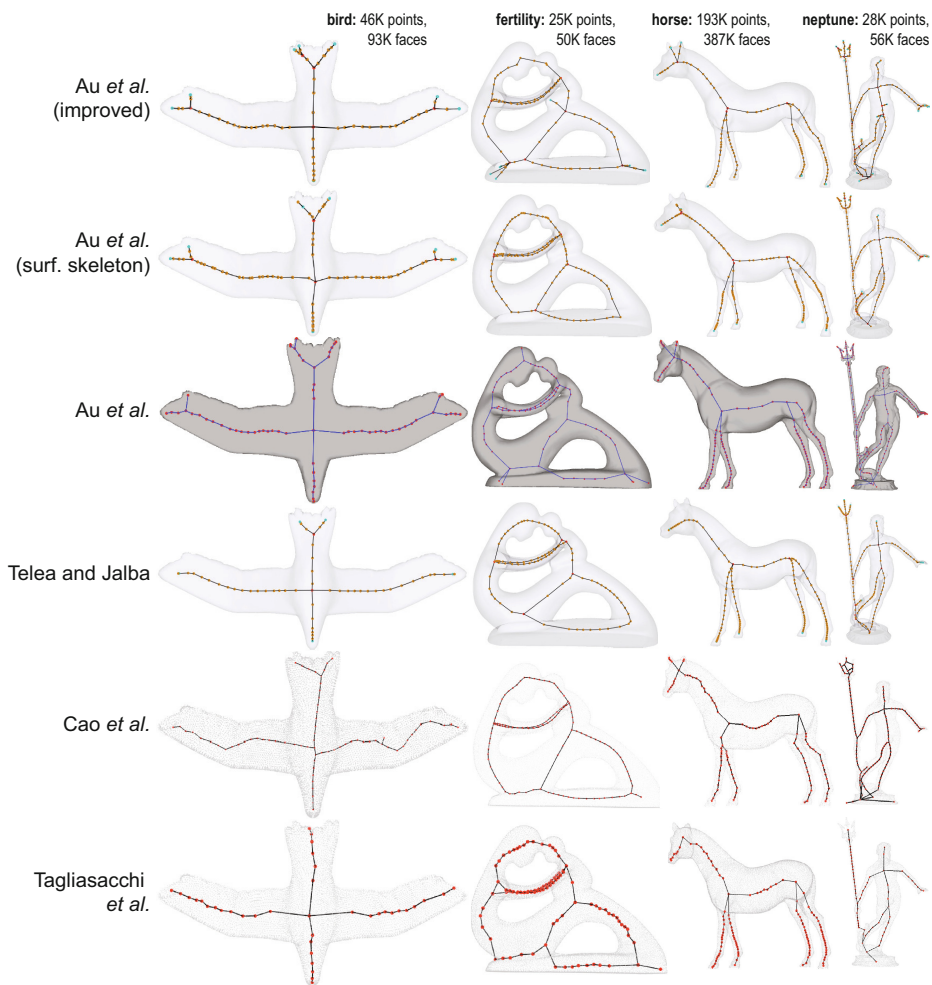 bird: 46K points,
93K faces
fertility: 25K points,
50K faces
horse: 193K points,
387K faces
neptune: 28K points,
56K faces
Au et al.
(improved)
Au et al.
(surf. skeleton)
Au et al.
Telea and Jalba
Cao et al.
Tagliasacchi
et al.